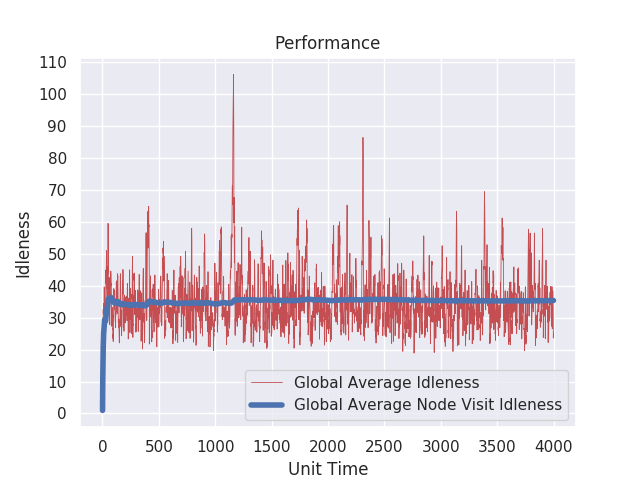 Performance
110
100
90
80
70
60
50
40
30
20
10
0
Idleness
0 500 1000 1500 2000 2500 3000 3500 4000
Unit Time
Global Average Idleness
Global Average Node Visit Idleness